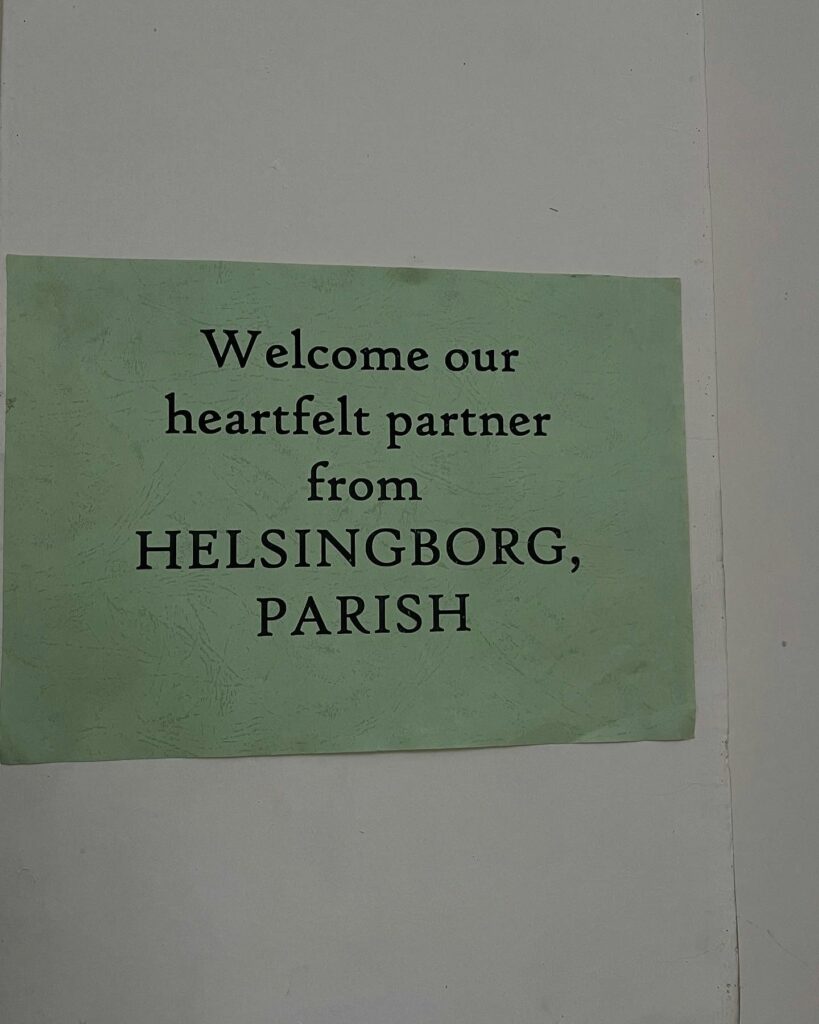 Welcome our
heartfelt partner
from
HELSINGBORG,
PARISH